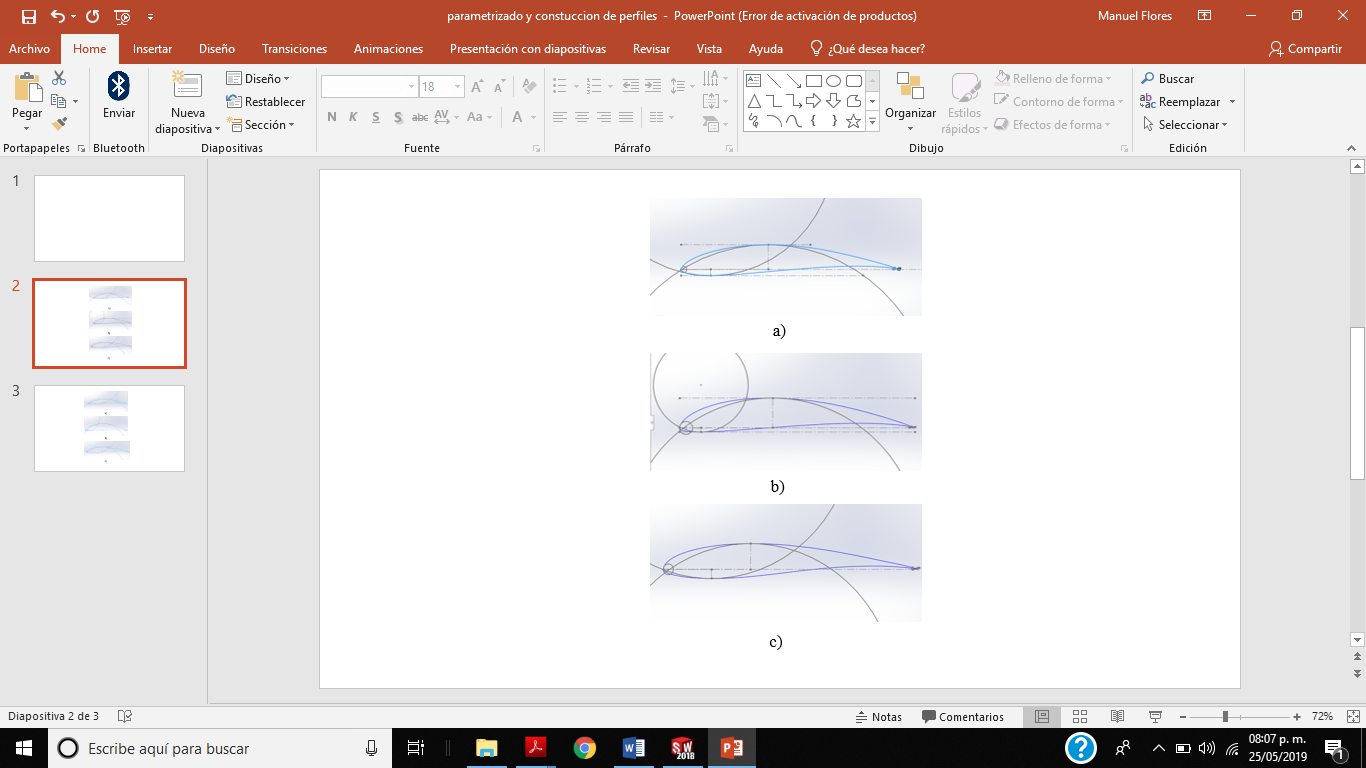 parametrizado y constuccion de perfiles - PowerPoint (Error de activación de productos)
Manuel Flores
Archivo Home Insertar Diseño Transiciones Animaciones Presentación con diapositivas Revisar Vista Ayuda ¿Qué desea hacer? Compartir
Pegar
Portapapeles
Enviar
Bluetooth
Nueva diapositiva
Diseño
Restablecer
Sección
Diapositivas
18
N K S S abc AV Aa A
Fuente
Párrafo
Organizar
Estilos rápidos
Relleno de forma
Contorno de forma
Efectos de forma
Dibujo
Buscar
Reemplazar
Seleccionar
Edición
1
2
3
a)
b)
c)
Diapositiva 2 de 3
Notas
Comentarios
72%
Escribe aquí para buscar
SW
2018
08:07 p. m.
25/05/2019
1